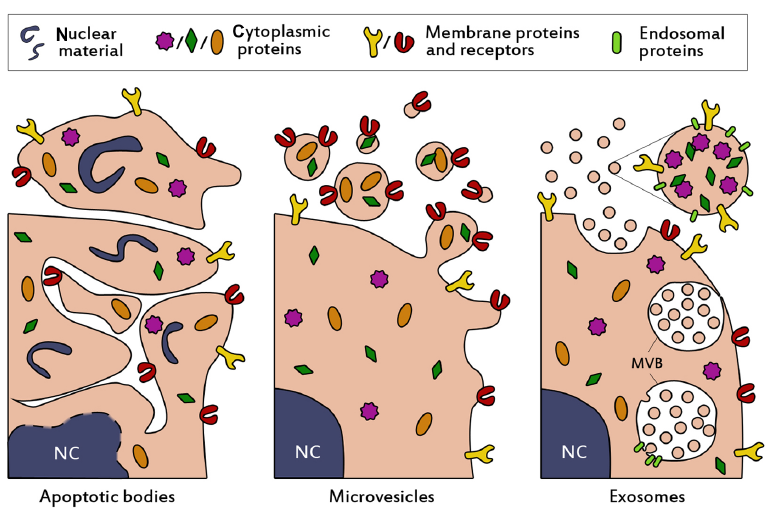 Nuclear
material
/ / Cytoplasmic
proteins
/ Membrane proteins
and receptors
Endosomal
proteins
MVB
NC
NC
NC
Apoptotic bodies
Microvesicles
Exosomes